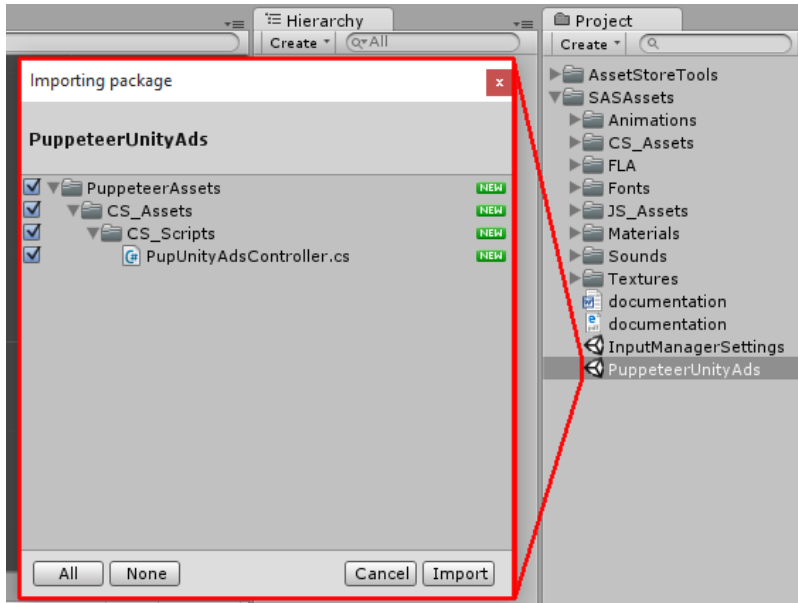 Hierarchy
Create
All
Project
Create
Importing package
x
PuppeteerUnityAds
PuppeteerAssets NEW
CS_Assets NEW
CS_Scripts NEW
PupUnityAdsController.cs NEW
All None Cancel Import
AssetStoreTools
SASAssets
Animations
CS_Assets
FLA
Fonts
JS_Assets
Materials
Sounds
Textures
documentation
documentation
InputManagerSettings
PuppeteerUnityAds